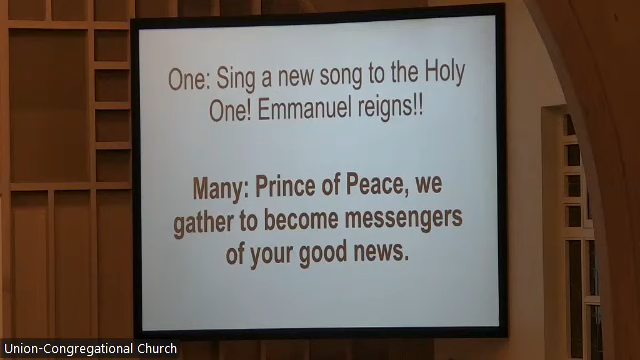 One: Sing a new song to the Holy
One! Emmanuel reigns!!
Many: Prince of Peace, we
gather to become messengers
of your good news.
Union-Congregational Church